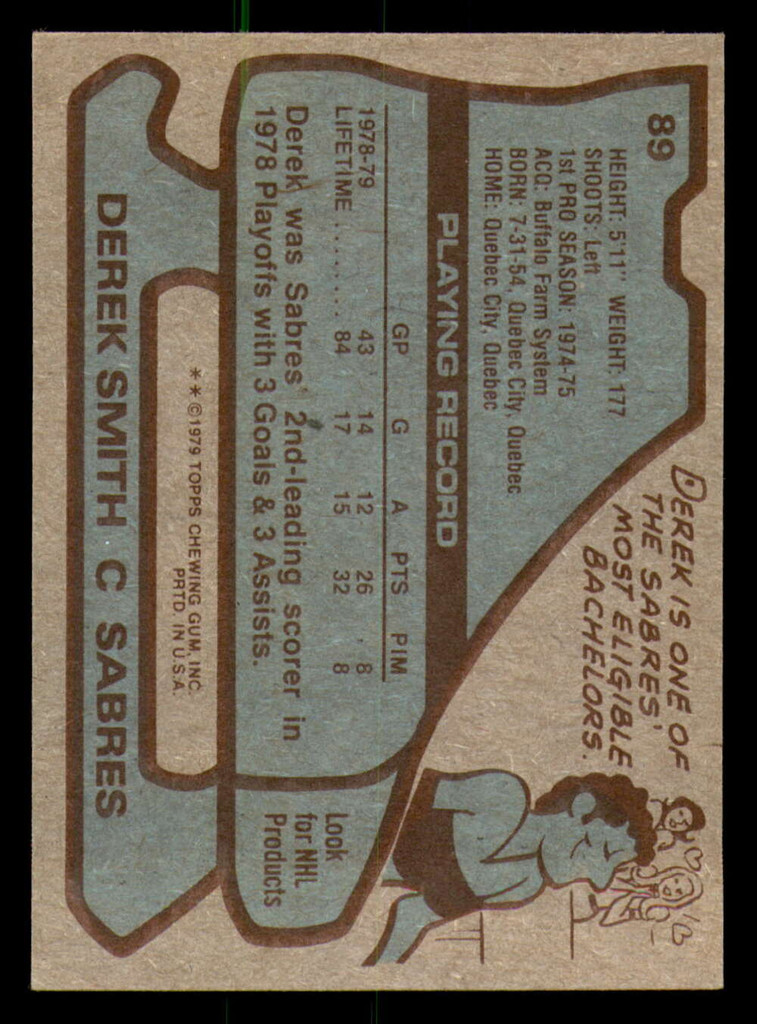 89
HEIGHT: 5'11" WEIGHT: 177
SHOOTS: Left
1st PRO SEASON: 1974-75
ACQ: Buffalo Farm System
BORN: 7-31-54, Quebec City, Quebec
HOME: Quebec City, Quebec
DEREK IS ONE OF
THE SABRES'
MOST ELIGIBLE
BACHELORS.
PLAYING RECORD
GP G A PTS PIM
1978-79 43 14 12 26 8
LIFETIME ......... 84 17 15 32 8
Derek was Sabres' 2nd-leading scorer in
1978 Playoffs with 3 Goals & 3 Assists.
Look
for NHL
Products
* * ©1979 TOPPS CHEWING GUM, INC.
PRTD. IN U.S.A.
DEREK SMITH C SABRES